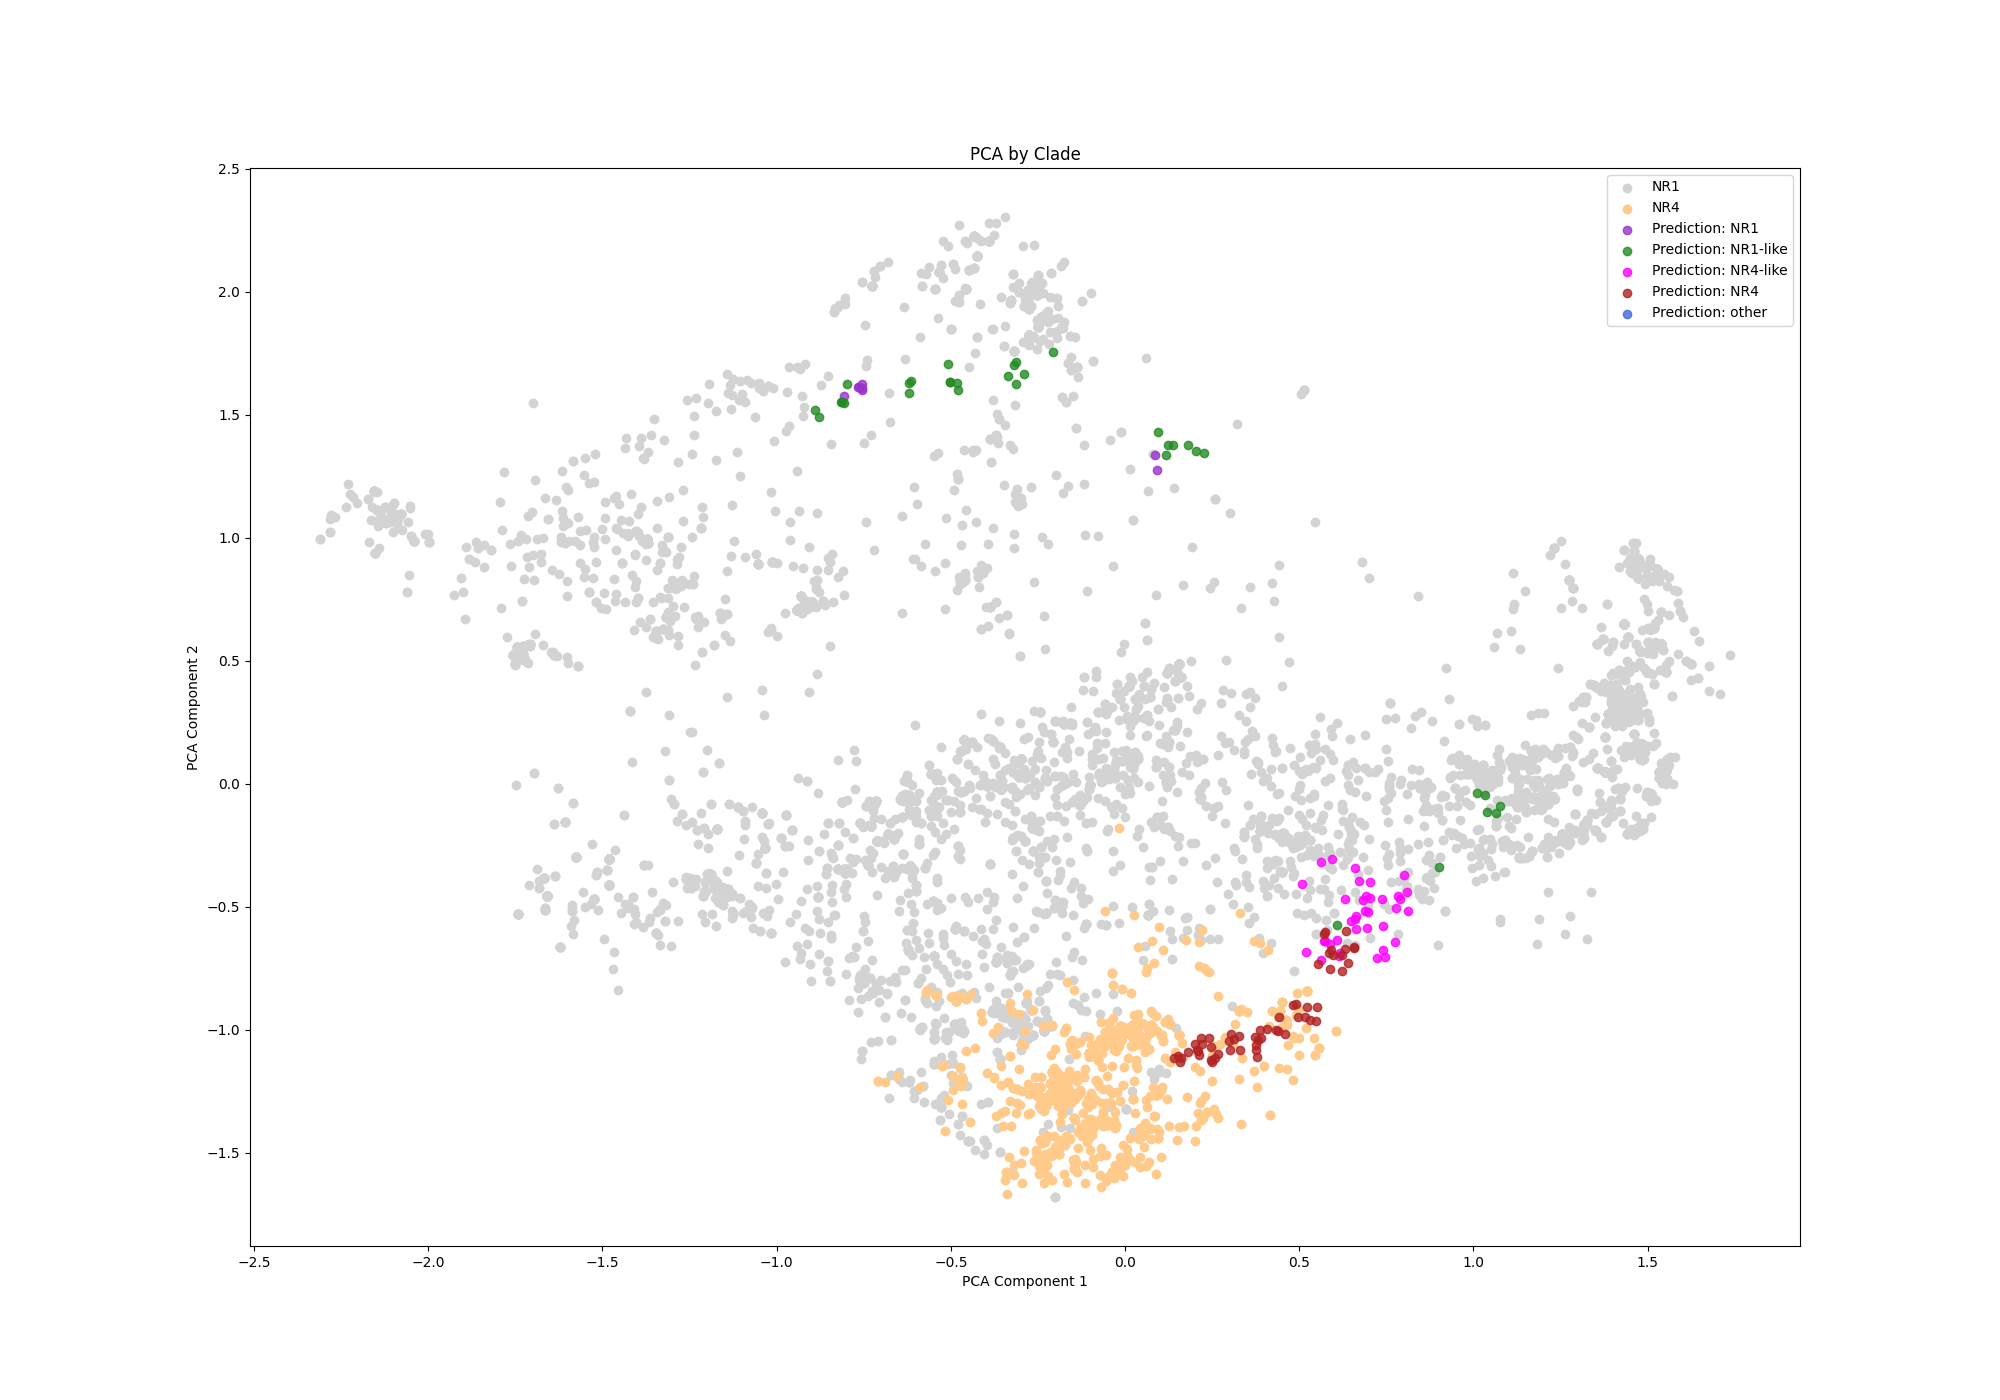 PCA by Clade
2.5
2.0
1.5
1.0
0.5
0.0
−0.5
−1.0
−1.5
PCA Component 2
NR1
NR4
Prediction: NR1
Prediction: NR1-like
Prediction: NR4-like
Prediction: NR4
Prediction: other
−2.5 −2.0 −1.5 −1.0 −0.5 0.0 0.5 1.0 1.5
PCA Component 1